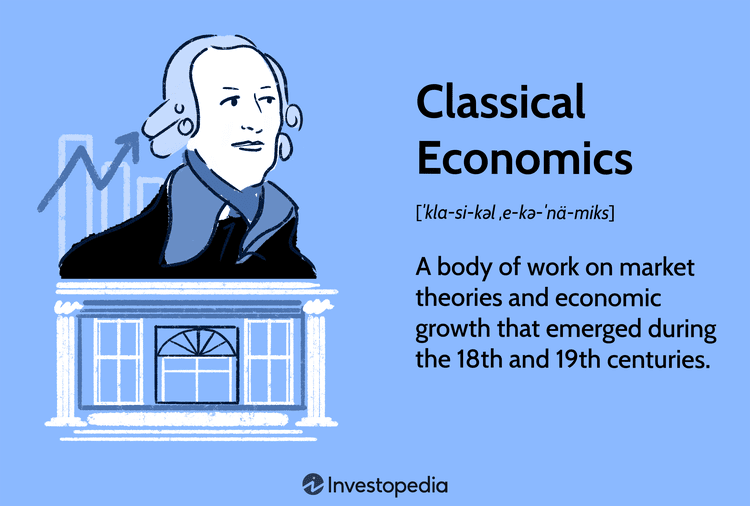 Classical
Economics
[ˈkla-si-kəl ˌe-kə-ˈnä-miks]
A body of work on market
theories and economic
growth that emerged during
the 18th and 19th centuries.
Investopedia